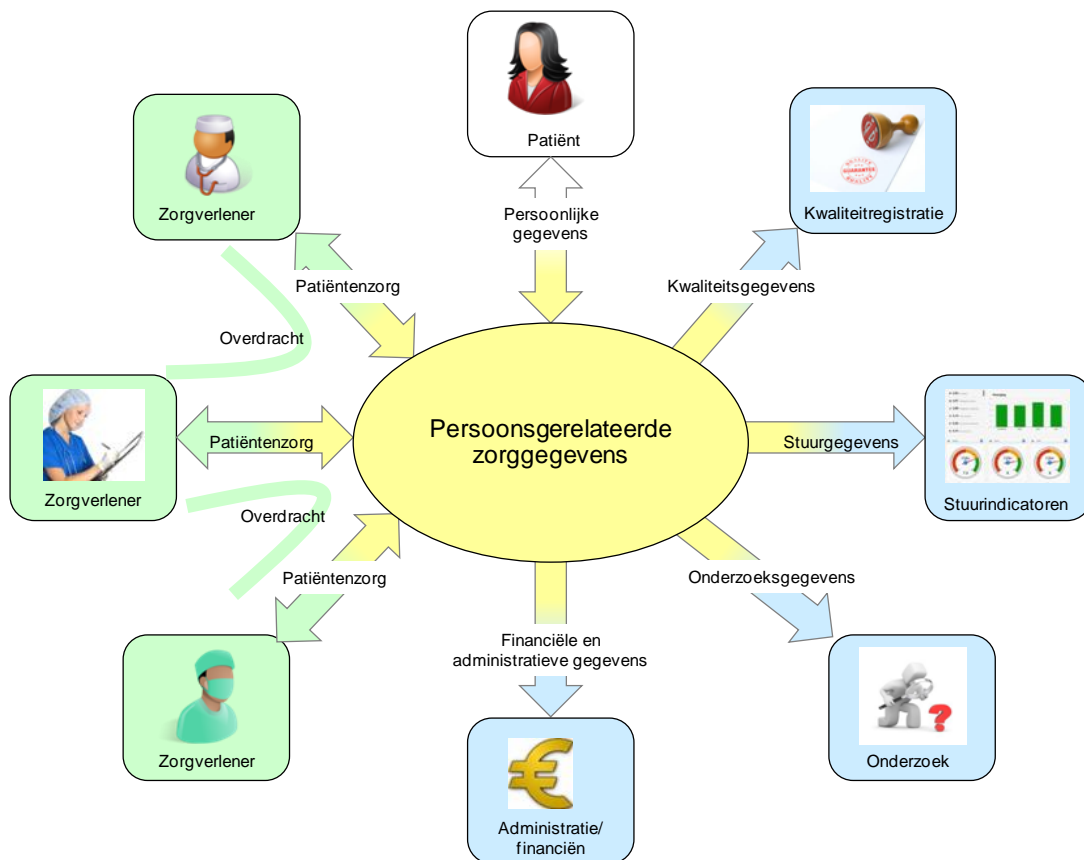 Patiënt
Zorgverlener
Kwaliteitregistratie
GUARANTEE
Persoonlijke
gegevens
Patiëntenzorg
Kwaliteitsgegevens
Overdracht
Persoonsgerelateerde
zorggegevens
Patiëntenzorg
Stuurgegevens
Zorgverlener
Stuurindicatoren
Overdracht
Patiëntenzorg
Onderzoeksgegevens
Financiële en
administratieve gegevens
Zorgverlener
?
Onderzoek
€
Administratie/
financiën